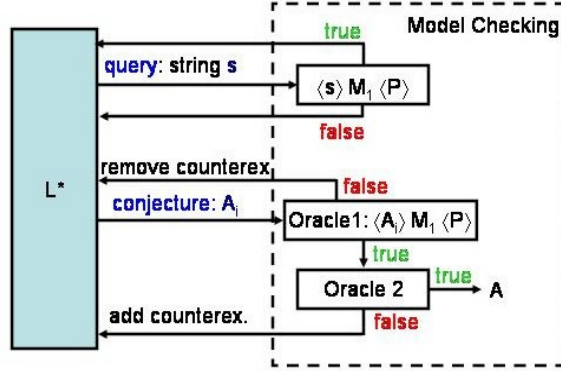 Model Checking
true
query: string s
⟨s⟩ M₁ ⟨P⟩
false
L*
remove counterex
false
conjecture: Aᵢ
Oracle1: ⟨Aᵢ⟩ M₁ ⟨P⟩
true
Oracle 2
true
A
add counterex.
false